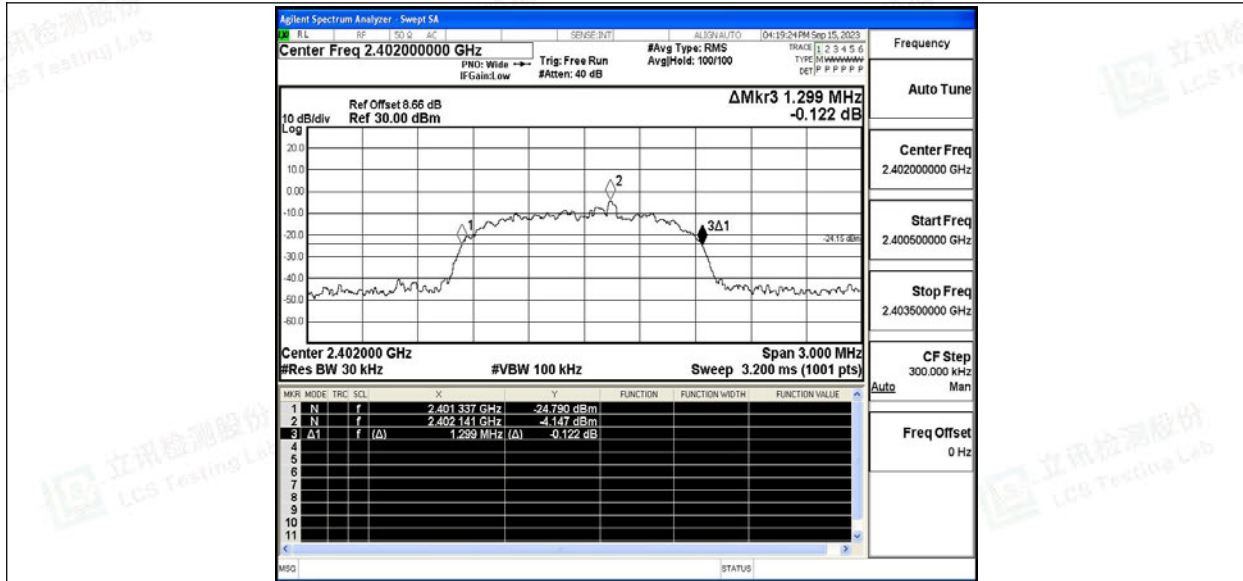 Agilent Spectrum Analyzer - Swept SA
RL RF 50 Ω AC SENSE:INT ALIGN AUTO 04:19:24 PM Sep 15, 2023
Center Freq 2.402000000 GHz
PNO: Wide
IFGain:Low
Trig: Free Run
#Atten: 40 dB
#Avg Type: RMS
Avg|Hold: 100/100
TRACE 1 2 3 4 5 6
TYPE M W W W W W
DET P P P P P P
ΔMkr3 1.299 MHz
-0.122 dB
Ref Offset 8.66 dB
10 dB/div Ref 30.00 dBm
Log
20.0
10.0
0.00
-10.0
-20.0
-30.0
-40.0
-50.0
-60.0
2
1
3Δ1
-24.15 dBm
Center 2.402000 GHz Span 3.000 MHz
#Res BW 30 kHz #VBW 100 kHz Sweep 3.200 ms (1001 pts)
MKR MODE TRC SCL X Y FUNCTION FUNCTION WIDTH FUNCTION VALUE
1 N f 2.401 337 GHz -24.790 dBm
2 N f 2.402 141 GHz -4.147 dBm
3 Δ1 f (Δ) 1.299 MHz (Δ) -0.122 dB
4
5
6
7
8
9
10
11
MSG STATUS
Frequency
Auto Tune
Center Freq
2.402000000 GHz
Start Freq
2.400500000 GHz
Stop Freq
2.403500000 GHz
CF Step
300.000 kHz
Auto Man
Freq Offset
0 Hz
立讯检测股份
LCS Testing Lab
立讯检测股份
LCS Testing Lab